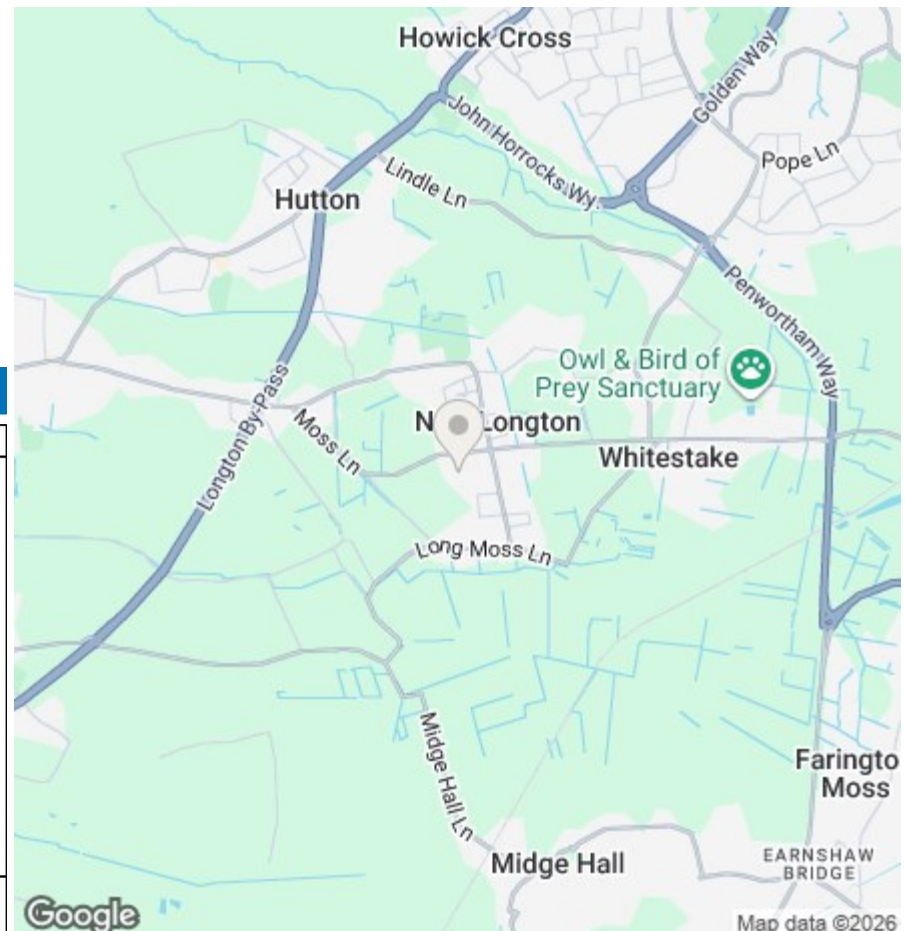 Howick Cross
Golden Way
John Horrocks Wy.
Pope Ln
Lindle Ln
Hutton
Penwortham Way
Owl & Bird of
Prey Sanctuary
Longton By-Pass
Longton
Moss Ln
Whitestake
Long Moss Ln
Midge Hall Ln
Moss
Midge Hall
EARNSHAW
BRIDGE
Google
Map data ©2026